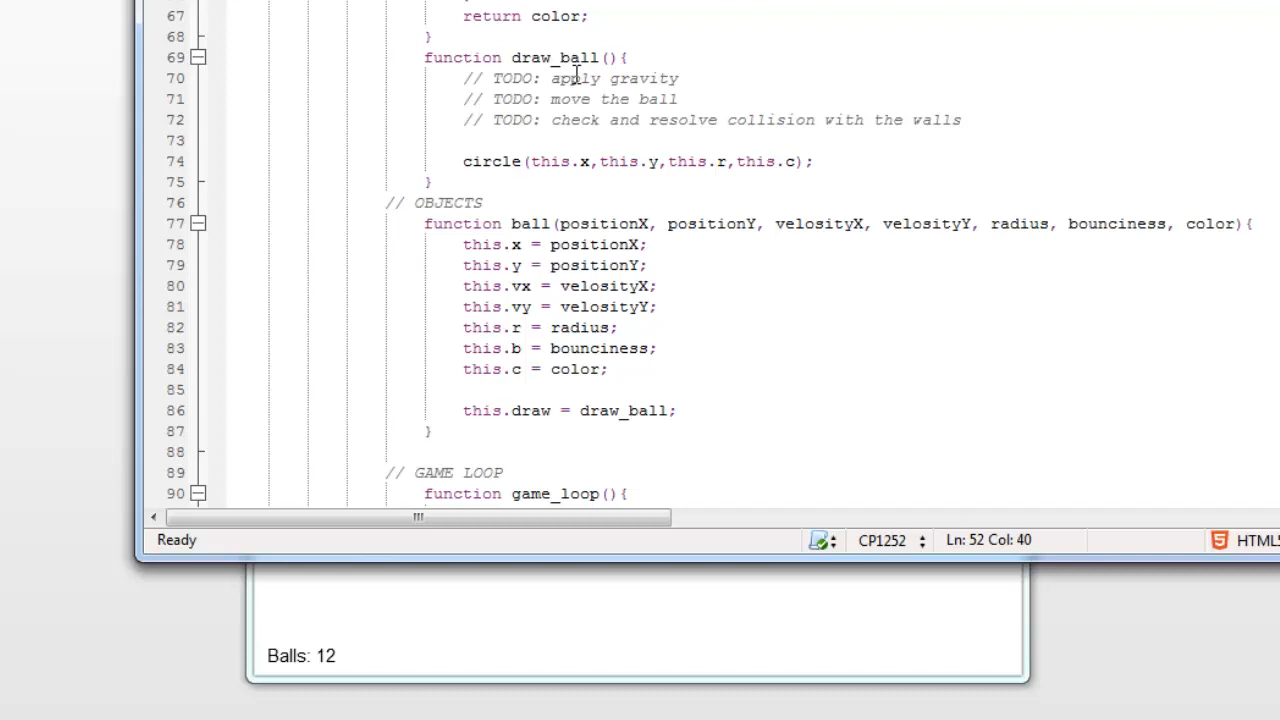 67 return color;
68 }
69 function draw_ball(){
70 // TODO: apply gravity
71 // TODO: move the ball
72 // TODO: check and resolve collision with the walls
73
74 circle(this.x,this.y,this.r,this.c);
75 }
76 // OBJECTS
77 function ball(positionX, positionY, velosityX, velosityY, radius, bounciness, color){
78 this.x = positionX;
79 this.y = positionY;
80 this.vx = velosityX;
81 this.vy = velosityY;
82 this.r = radius;
83 this.b = bounciness;
84 this.c = color;
85
86 this.draw = draw_ball;
87 }
88
89 // GAME LOOP
90 function game_loop(){
Ready CP1252 Ln: 52 Col: 40 HTML5
Balls: 12